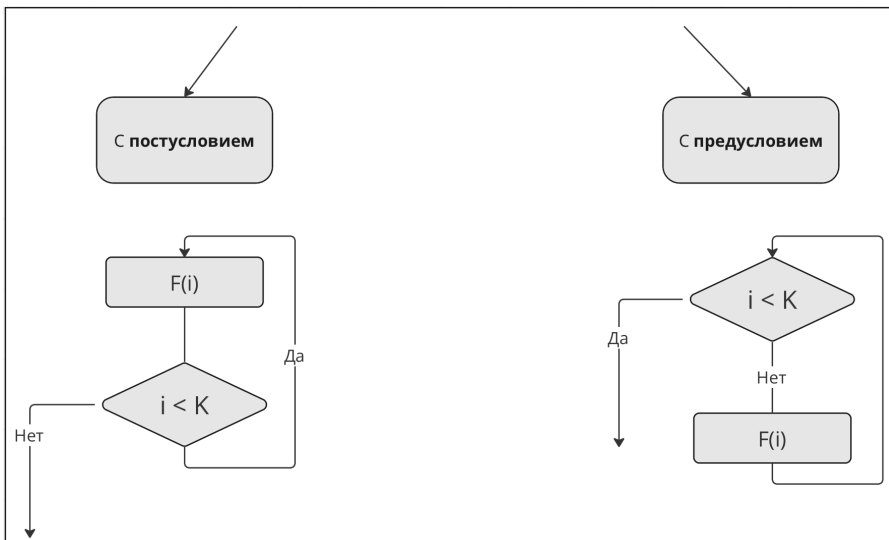 С постусловием
С предусловием
F(i)
i < K
Да
Нет
i < K
Да
Нет
F(i)